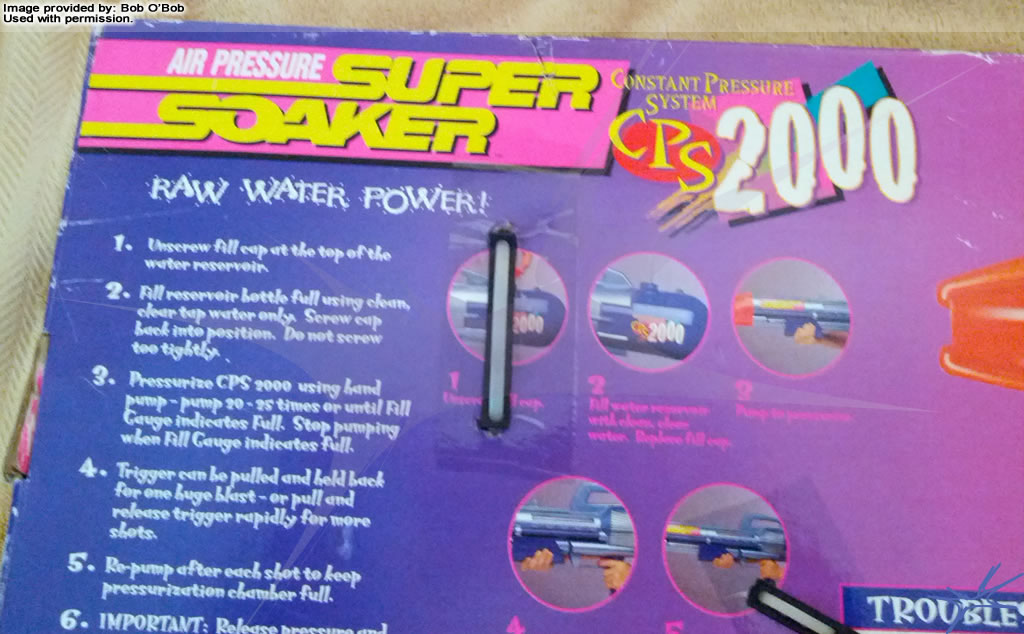 Image provided by: Bob O'Bob
Used with permission.
AIR PRESSURE SUPER
SOAKER
CONSTANT PRESSURE
SYSTEM
CPS 2000
RAW WATER POWER!
1. Unscrew fill cap at the top of the
water reservoir.
2. Fill reservoir bottle full using clean,
clear tap water only. Screw cap
back into position. Do not screw
too tightly.
3. Pressurize CPS 2000 using hand
pump - pump 20 - 25 times or until Fill
Gauge indicates Full. Stop pumping
when Fill Gauge indicates full.
4. Trigger can be pulled and held back
for one huge blast - or pull and
release trigger rapidly for more
shots.
5. Re-pump after each shot to keep
pressurization chamber full.
6. IMPORTANT: Release pressure and
2000
2000
1
cap.
2
Fill water reservoir
with clean, clear
water. Replace fill cap.
4
5
TROUBLES